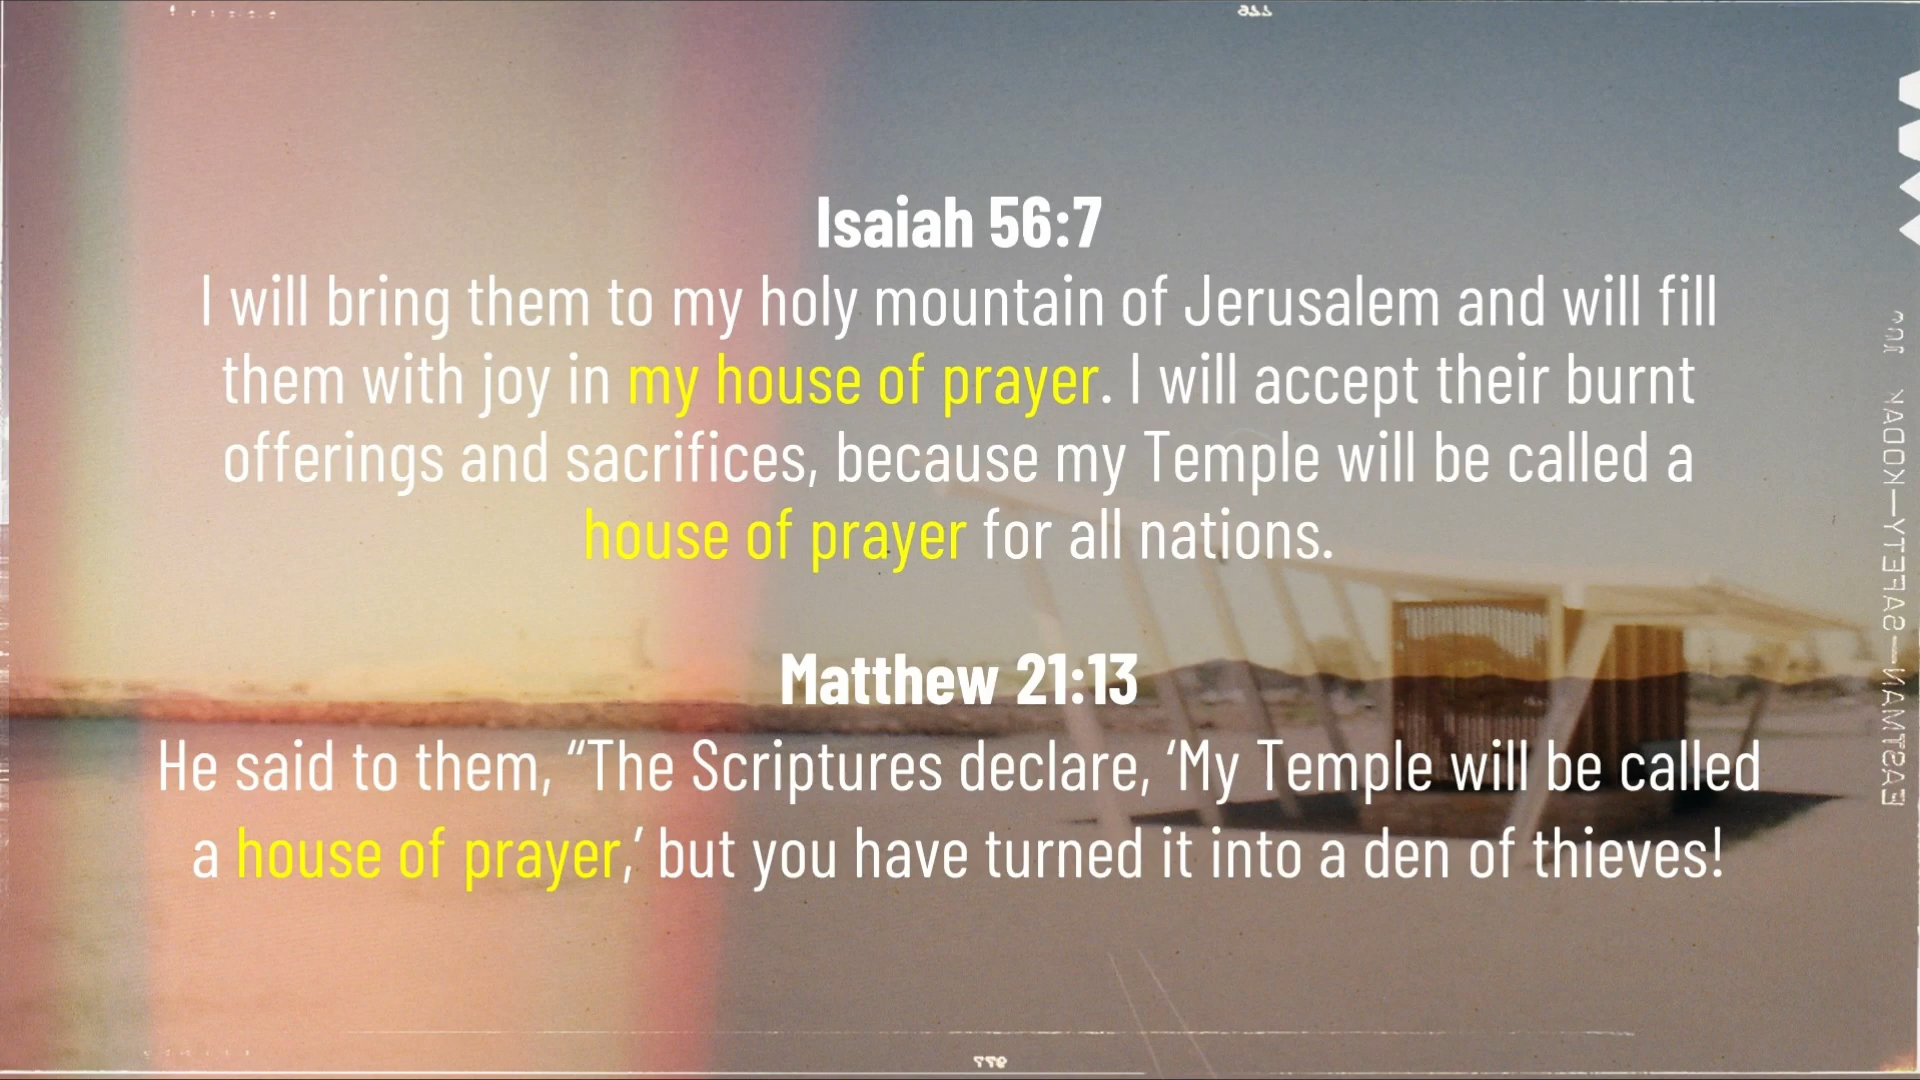 Isaiah 56:7
I will bring them to my holy mountain of Jerusalem and will fill
them with joy in my house of prayer. I will accept their burnt
offerings and sacrifices, because my Temple will be called a
house of prayer for all nations.
Matthew 21:13
He said to them, “The Scriptures declare, ‘My Temple will be called
a house of prayer,’ but you have turned it into a den of thieves!
EASTMAN—SAFETY—KODAK